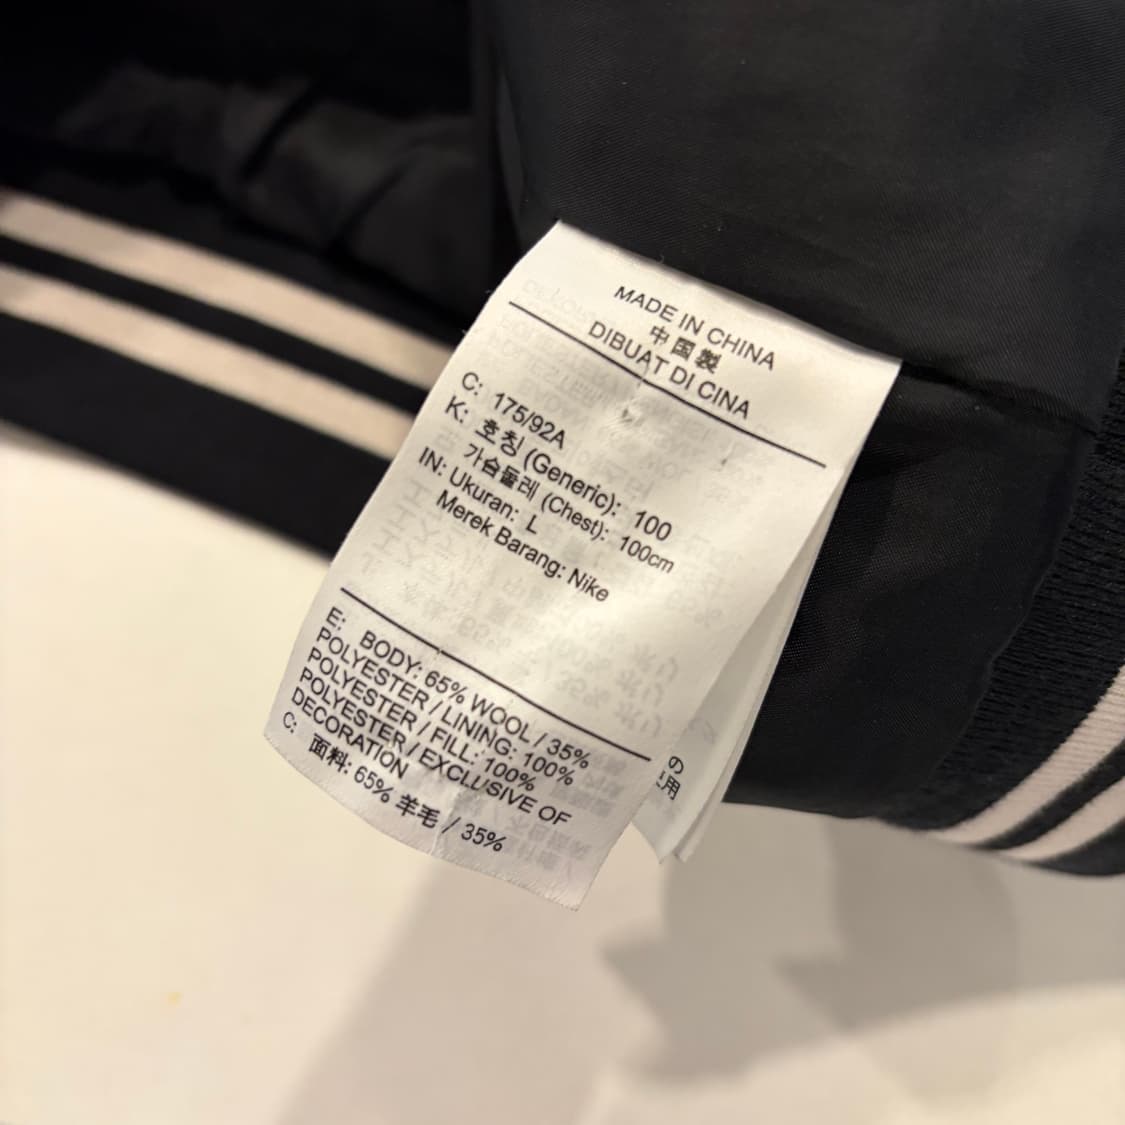 MADE IN CHINA
中国製
DIBUAT DI CINA
C: 175/92A
K: 호칭 (Generic): 100
가슴둘레 (Chest): 100cm
IN: Ukuran: L
Merek Barang: Nike
E: BODY: 65% WOOL / 35%
POLYESTER / LINING: 100%
POLYESTER / FILL: 100%
POLYESTER / EXCLUSIVE OF
DECORATION
C: 面料: 65% 羊毛 / 35%
の
用